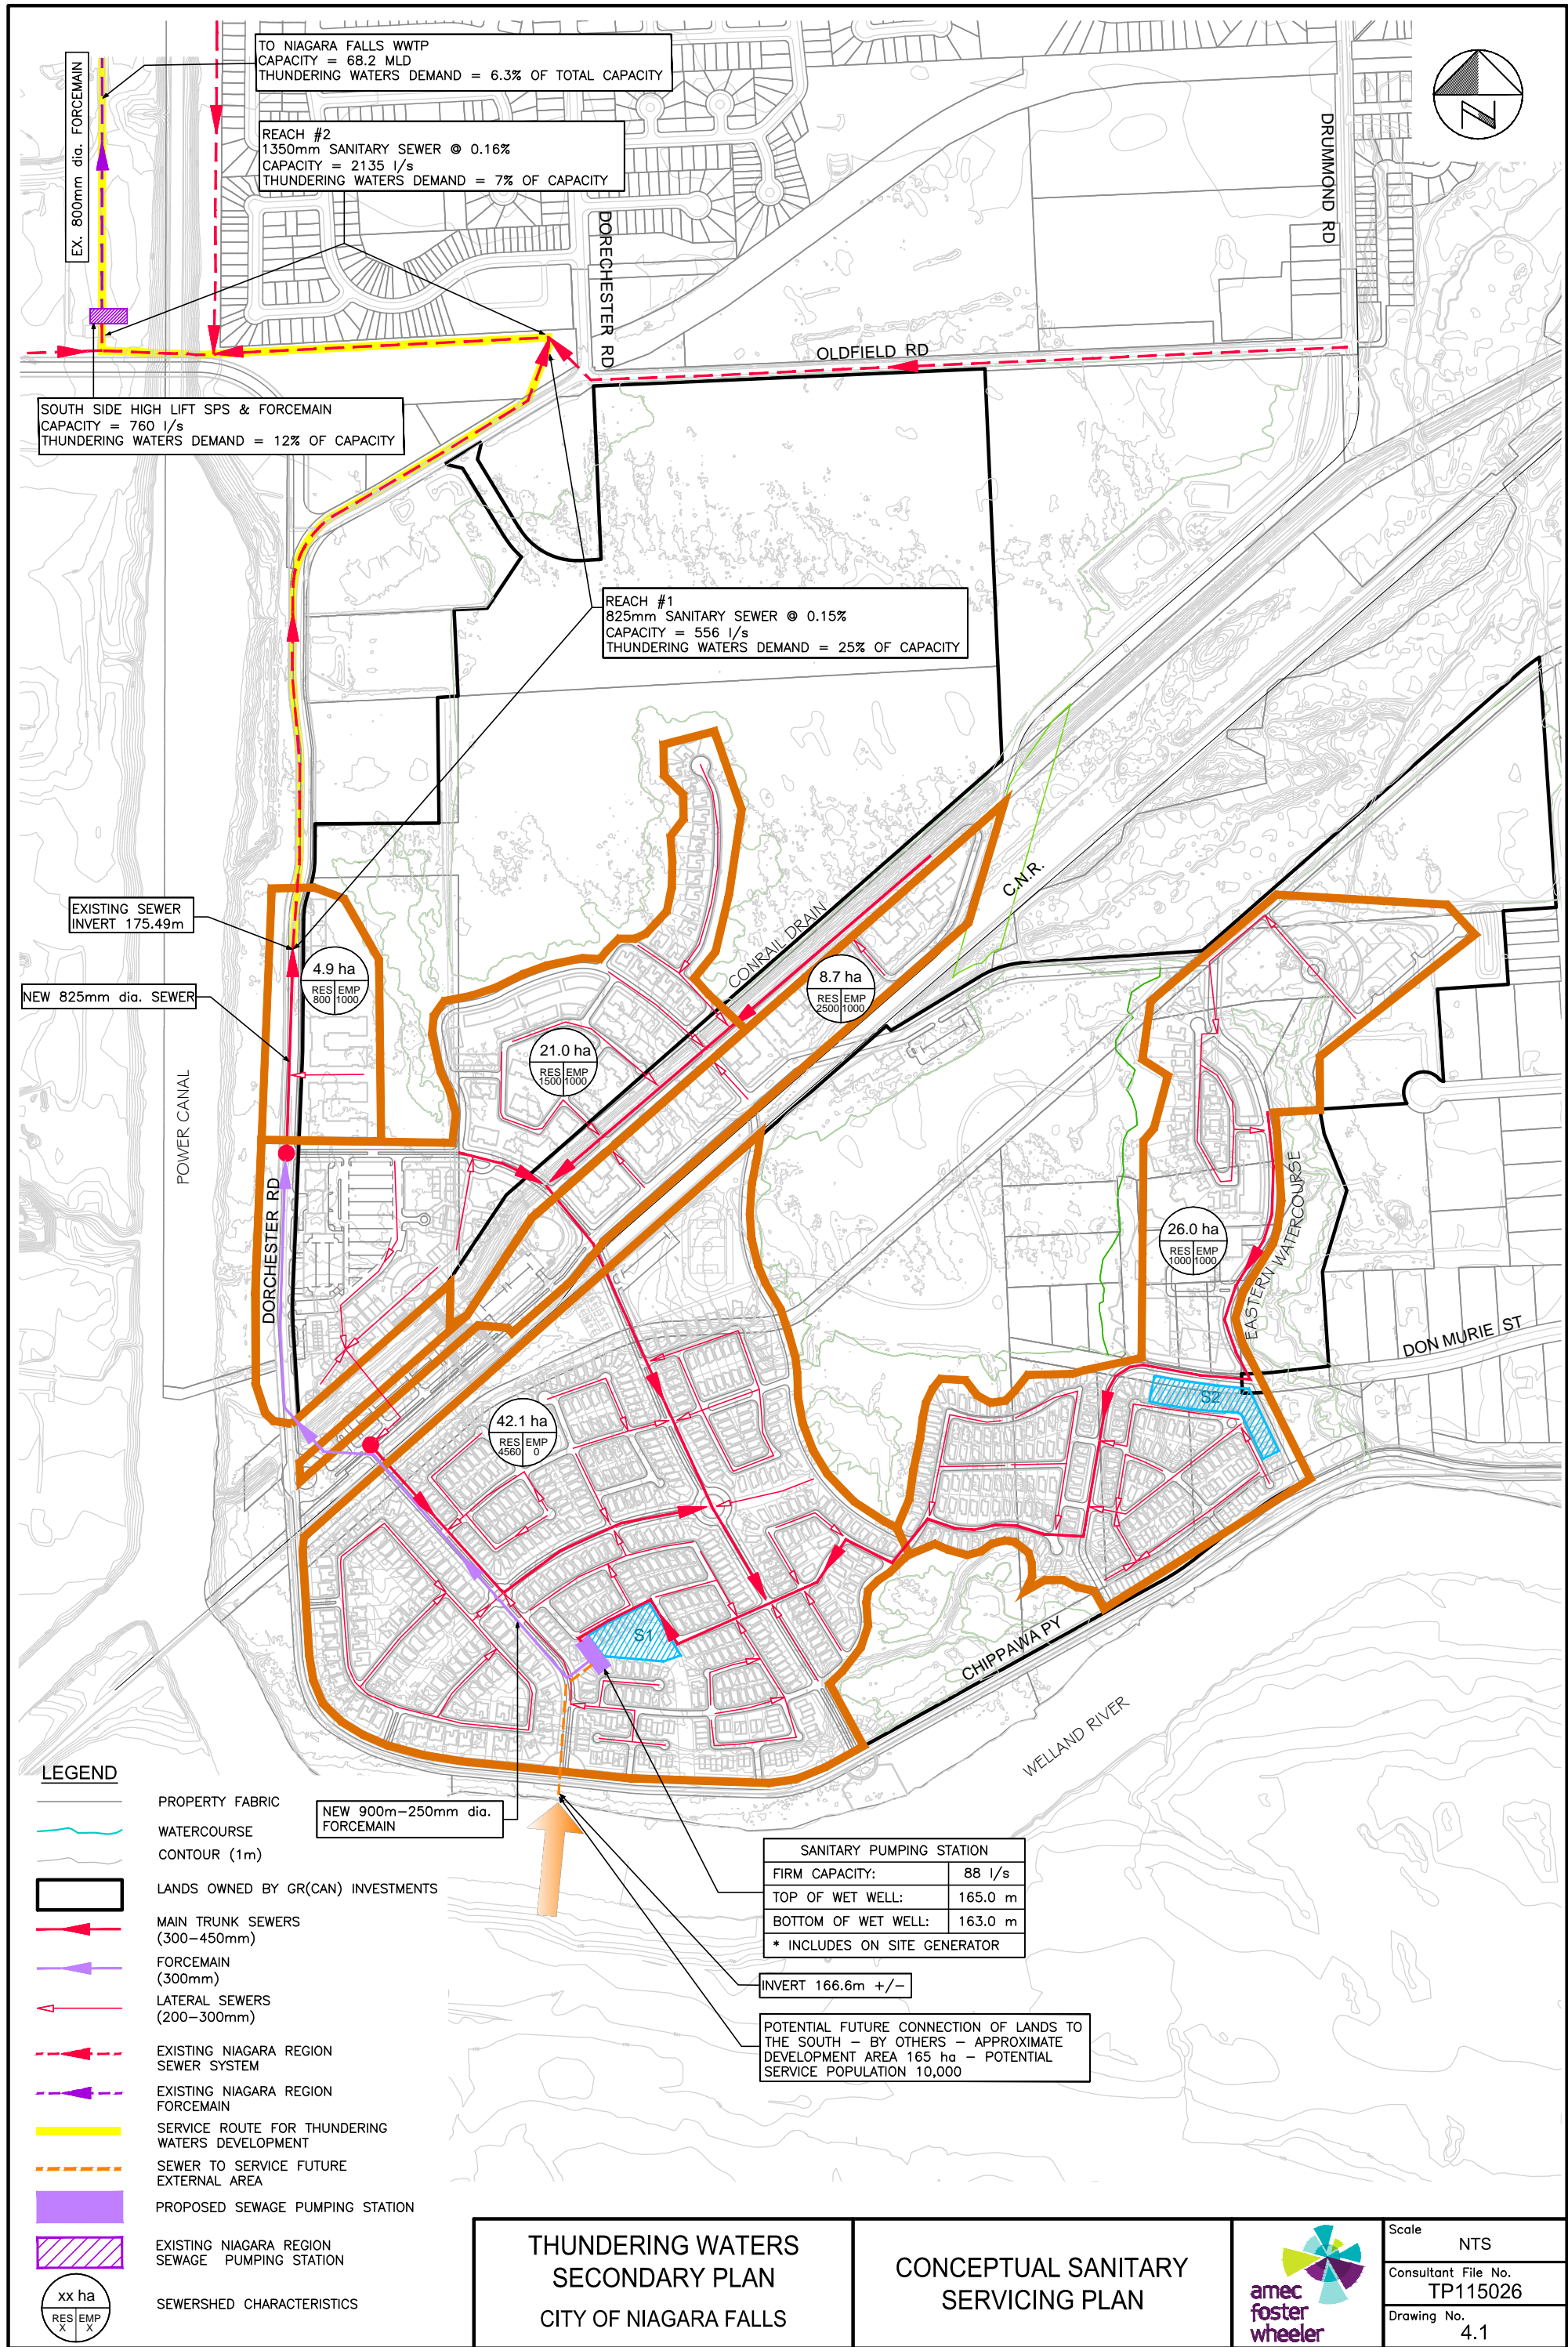 TO NIAGARA FALLS WWTP
CAPACITY = 68.2 MLD
THUNDERING WATERS DEMAND = 6.3% OF TOTAL CAPACITY
EX. 800mm dia. FORCEMAIN
REACH #2
1350mm SANITARY SEWER @ 0.16%
CAPACITY = 2135 l/s
THUNDERING WATERS DEMAND = 7% OF CAPACITY
N
DRUMMOND RD
DORECHESTER RD
OLDFIELD RD
SOUTH SIDE HIGH LIFT SPS & FORCEMAIN
CAPACITY = 760 l/s
THUNDERING WATERS DEMAND = 12% OF CAPACITY
REACH #1
825mm SANITARY SEWER @ 0.15%
CAPACITY = 556 l/s
THUNDERING WATERS DEMAND = 25% OF CAPACITY
EXISTING SEWER
INVERT 175.49m
4.9 ha
RES EMP
800 1000
NEW 825mm dia. SEWER
CONRAIL DRAIN
C.N.R.
8.7 ha
RES EMP
2500 1000
21.0 ha
RES EMP
1500 1000
POWER CANAL
DORCHESTER RD
26.0 ha
RES EMP
1000 1000
EASTERN WATERCOURSE
DON MURIE ST
S2
42.1 ha
RES EMP
4560 0
S1
CHIPPAWA PY
WELLAND RIVER
NEW 900m-250mm dia.
FORCEMAIN
SANITARY PUMPING STATION
FIRM CAPACITY: 88 l/s
TOP OF WET WELL: 165.0 m
BOTTOM OF WET WELL: 163.0 m
* INCLUDES ON SITE GENERATOR
INVERT 166.6m +/-
POTENTIAL FUTURE CONNECTION OF LANDS TO
THE SOUTH - BY OTHERS - APPROXIMATE
DEVELOPMENT AREA 165 ha - POTENTIAL
SERVICE POPULATION 10,000
LEGEND
PROPERTY FABRIC
WATERCOURSE
CONTOUR (1m)
LANDS OWNED BY GR(CAN) INVESTMENTS
MAIN TRUNK SEWERS
(300-450mm)
FORCEMAIN
(300mm)
LATERAL SEWERS
(200-300mm)
EXISTING NIAGARA REGION
SEWER SYSTEM
EXISTING NIAGARA REGION
FORCEMAIN
SERVICE ROUTE FOR THUNDERING
WATERS DEVELOPMENT
SEWER TO SERVICE FUTURE
EXTERNAL AREA
PROPOSED SEWAGE PUMPING STATION
EXISTING NIAGARA REGION
SEWAGE PUMPING STATION
xx ha
RES EMP
X X
SEWERSHED CHARACTERISTICS
THUNDERING WATERS
SECONDARY PLAN
CITY OF NIAGARA FALLS
CONCEPTUAL SANITARY
SERVICING PLAN
amec
foster
wheeler
Scale
NTS
Consultant File No.
TP115026
Drawing No.
4.1